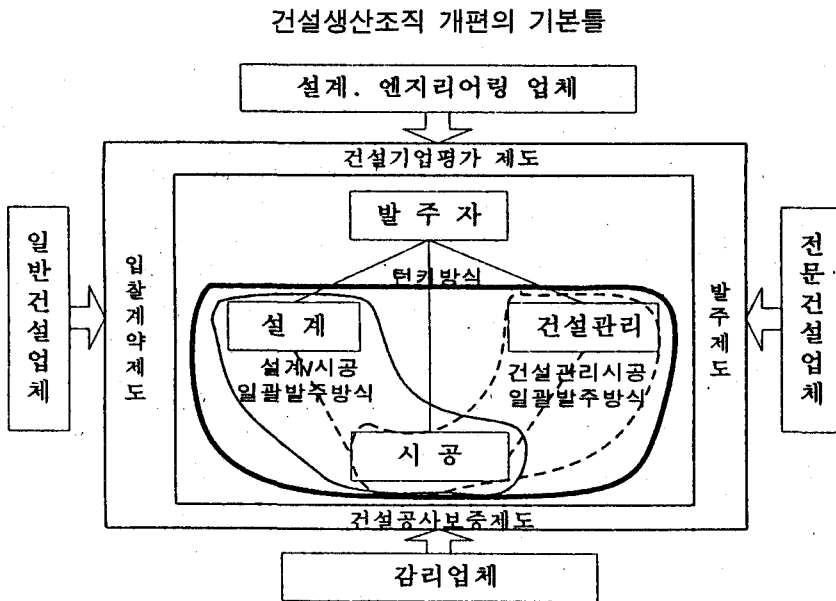 건설생산조직 개편의 기본틀
설계. 엔지리어링 업체
건설기업평가 제도
발 주 자
일반건설업체
입찰계약제도
턴키방식
발주제도
전문건설업체
설 계
건설관리
설계/시공
일괄발주방식
건설관리시공
일괄발주방식
시 공
건설공사보증제도
감리업체